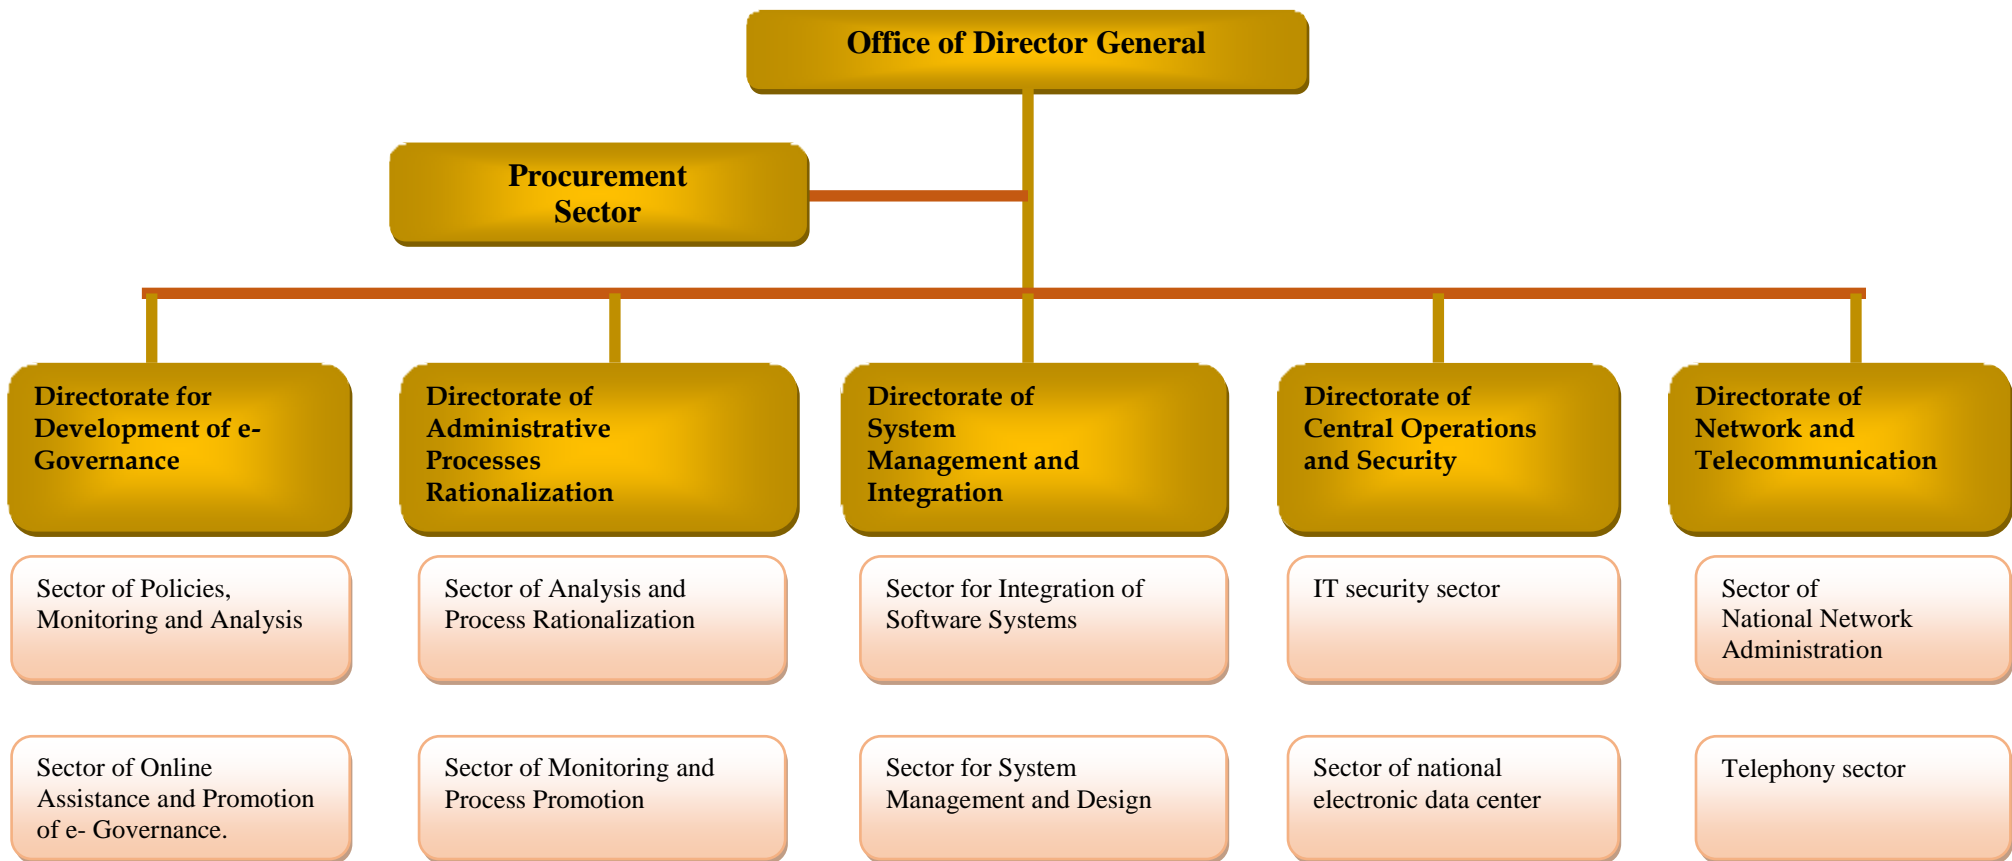 Office of Director General
Procurement
Sector
Directorate for
Development of e-
Governance
Directorate of
Administrative
Processes
Rationalization
Directorate of
System
Management and
Integration
Directorate of
Central Operations
and Security
Directorate of
Network and
Telecommunication
Sector of Policies,
Monitoring and Analysis
Sector of Analysis and
Process Rationalization
Sector for Integration of
Software Systems
IT security sector
Sector of
National Network
Administration
Sector of Online
Assistance and Promotion
of e- Governance.
Sector of Monitoring and
Process Promotion
Sector for System
Management and Design
Sector of national
electronic data center
Telephony sector